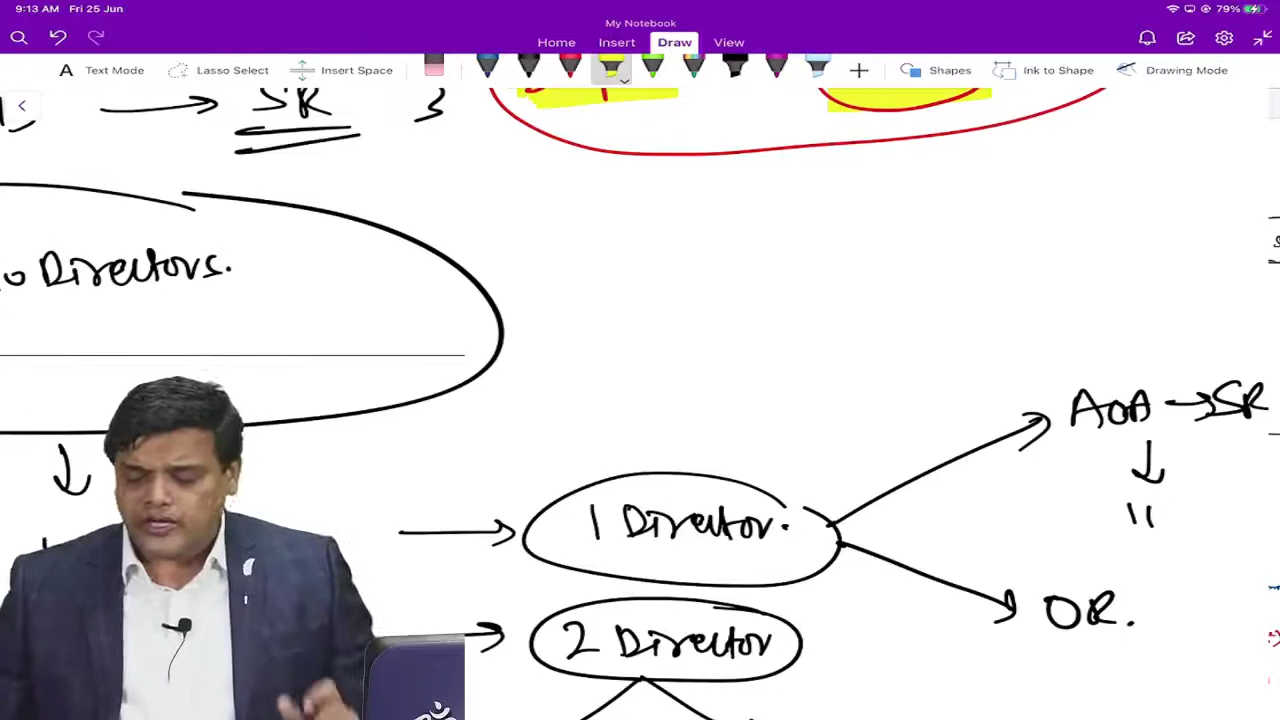 9:13 AM Fri 25 Jun
79%
My Notebook
Home Insert Draw View
Text Mode Lasso Select Insert Space Shapes Ink to Shape Drawing Mode
SR
Directors.
AOA → SR
"
1 Director.
OR.
2 Director
ॐ